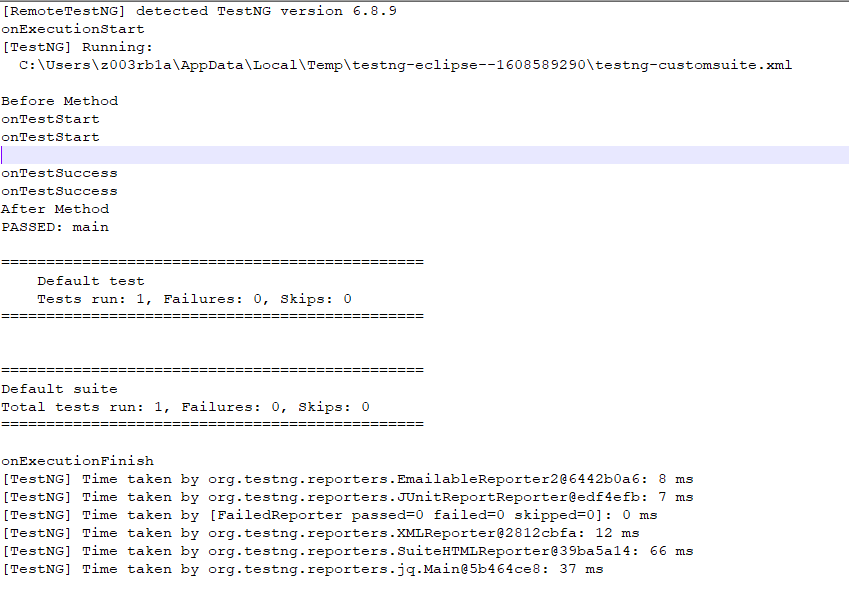 [RemoteTestNG] detected TestNG version 6.8.9
onExecutionStart
[TestNG] Running:
  C:\Users\z003rb1a\AppData\Local\Temp\testng-eclipse--1608589290\testng-customsuite.xml

Before Method
onTestStart
onTestStart

onTestSuccess
onTestSuccess
After Method
PASSED: main

===============================================
    Default test
    Tests run: 1, Failures: 0, Skips: 0
===============================================


===============================================
Default suite
Total tests run: 1, Failures: 0, Skips: 0
===============================================

onExecutionFinish
[TestNG] Time taken by org.testng.reporters.EmailableReporter2@6442b0a6: 8 ms
[TestNG] Time taken by org.testng.reporters.JUnitReportReporter@edf4efb: 7 ms
[TestNG] Time taken by [FailedReporter passed=0 failed=0 skipped=0]: 0 ms
[TestNG] Time taken by org.testng.reporters.XMLReporter@2812cbfa: 12 ms
[TestNG] Time taken by org.testng.reporters.SuiteHTMLReporter@39ba5a14: 66 ms
[TestNG] Time taken by org.testng.reporters.jq.Main@5b464ce8: 37 ms